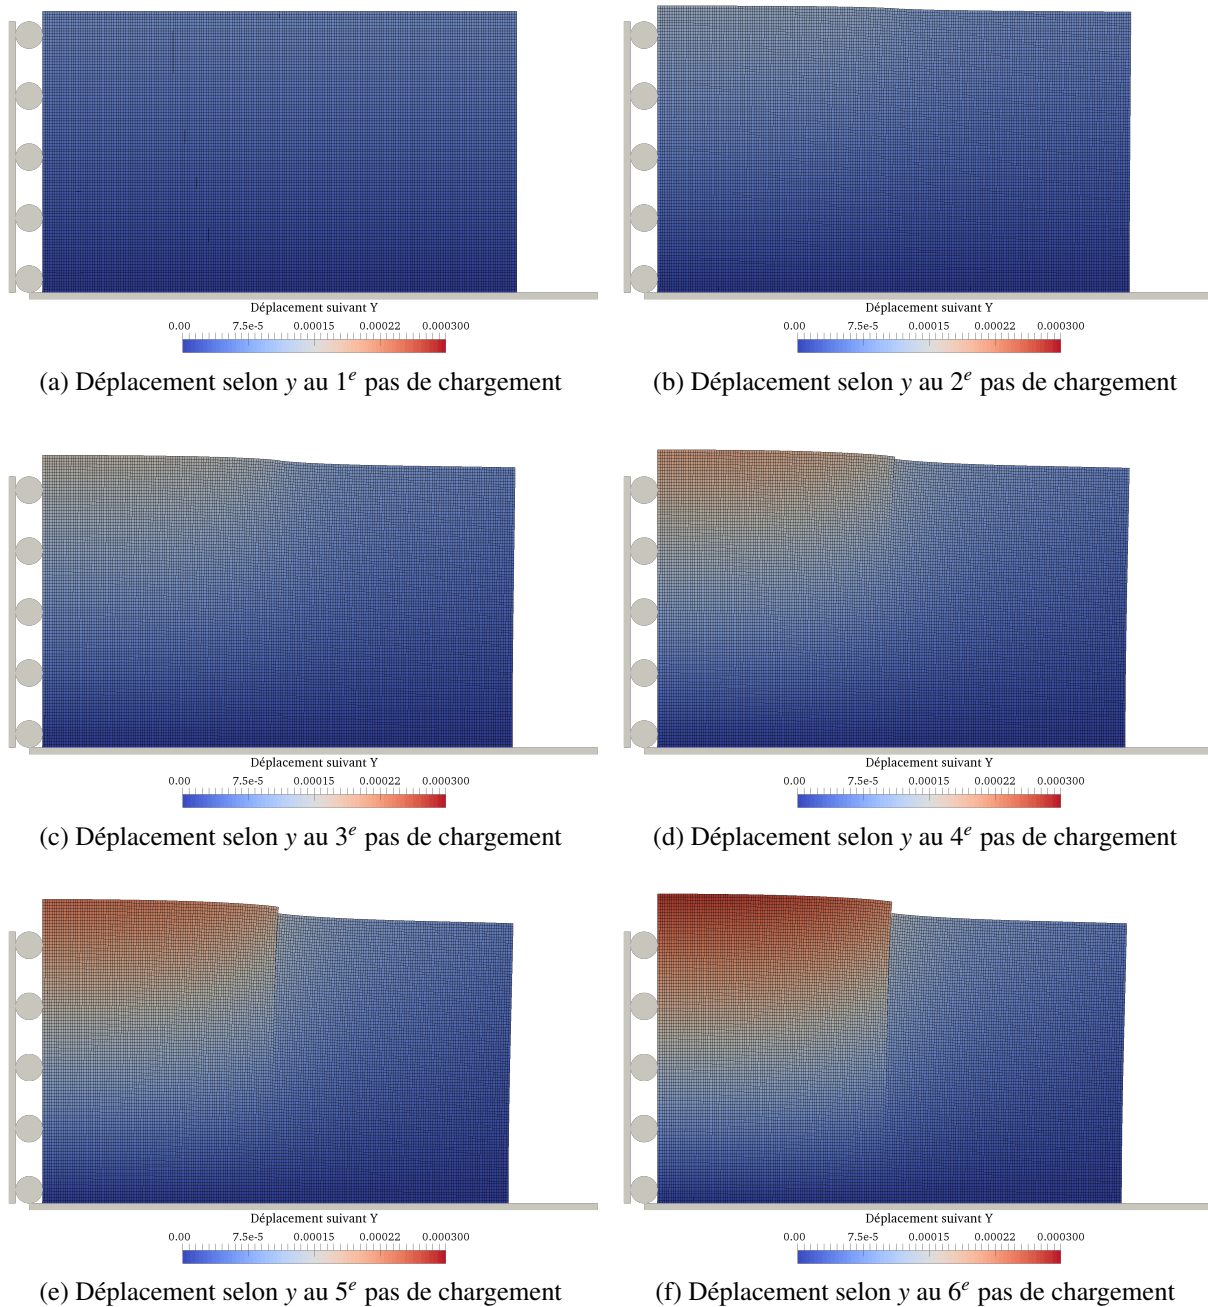 Déplacement suivant Y
0.00 7.5e-5 0.00015 0.00022 0.000300
(a) Déplacement selon y au 1e pas de chargement
Déplacement suivant Y
0.00 7.5e-5 0.00015 0.00022 0.000300
(b) Déplacement selon y au 2e pas de chargement
Déplacement suivant Y
0.00 7.5e-5 0.00015 0.00022 0.000300
(c) Déplacement selon y au 3e pas de chargement
Déplacement suivant Y
0.00 7.5e-5 0.00015 0.00022 0.000300
(d) Déplacement selon y au 4e pas de chargement
Déplacement suivant Y
0.00 7.5e-5 0.00015 0.00022 0.000300
(e) Déplacement selon y au 5e pas de chargement
Déplacement suivant Y
0.00 7.5e-5 0.00015 0.00022 0.000300
(f) Déplacement selon y au 6e pas de chargement